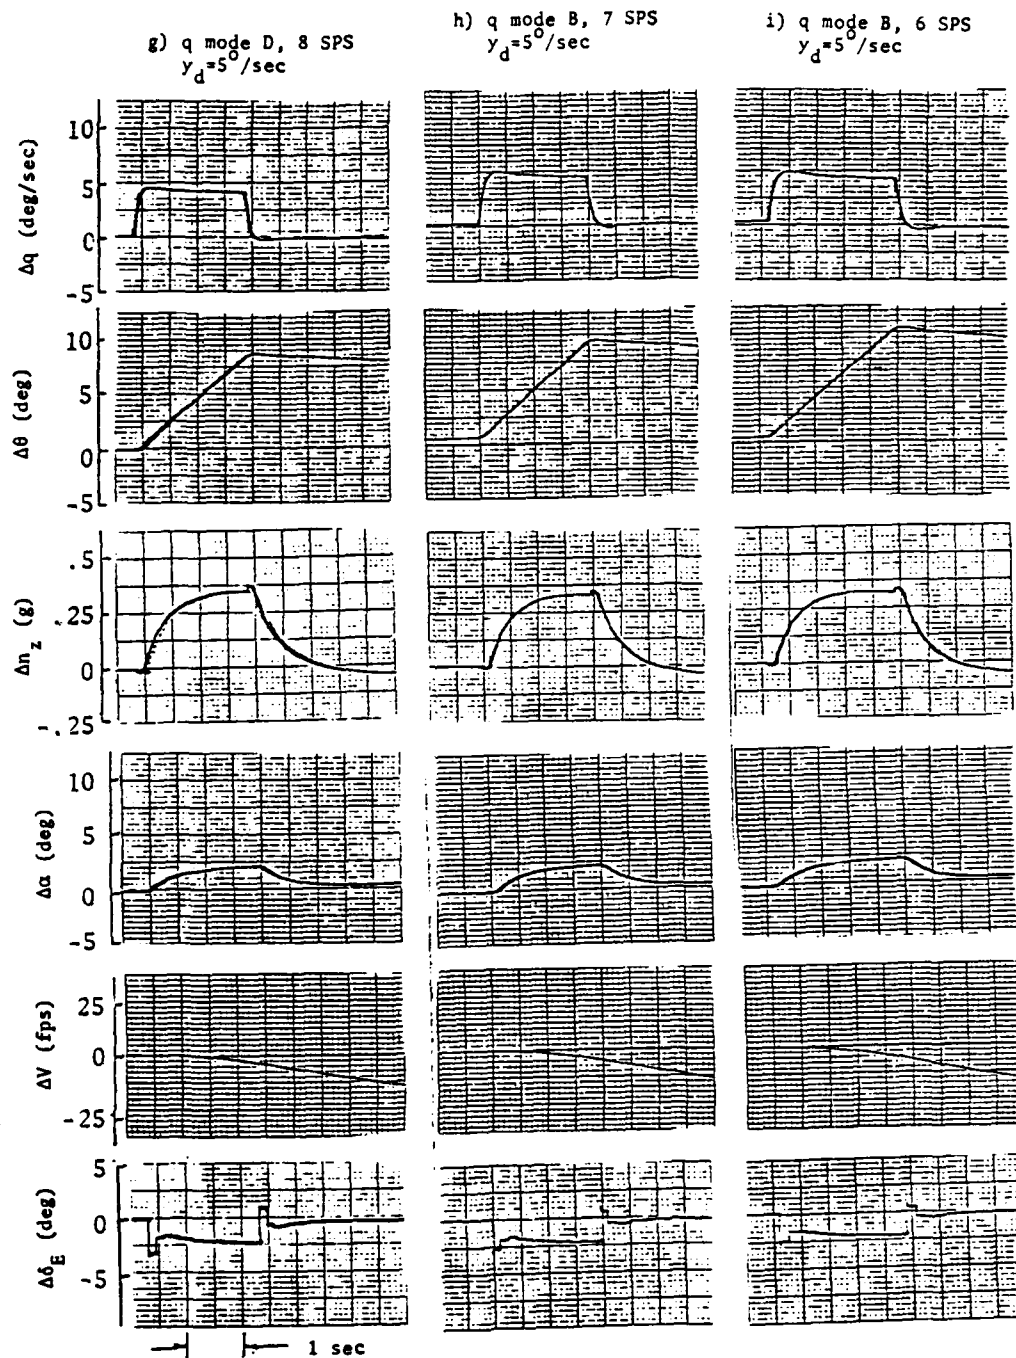 g) q mode D, 8 SPS
y_d=5°/sec
h) q mode B, 7 SPS
y_d=5°/sec
i) q mode B, 6 SPS
y_d=5°/sec
Δq (deg/sec)
10
5
0
-5
Δθ (deg)
10
5
0
-5
Δn_z (g)
.5
.25
0
.25
Δα (deg)
10
5
0
-5
ΔV (fps)
25
0
-25
Δδ_E (deg)
5
0
-5
1 sec